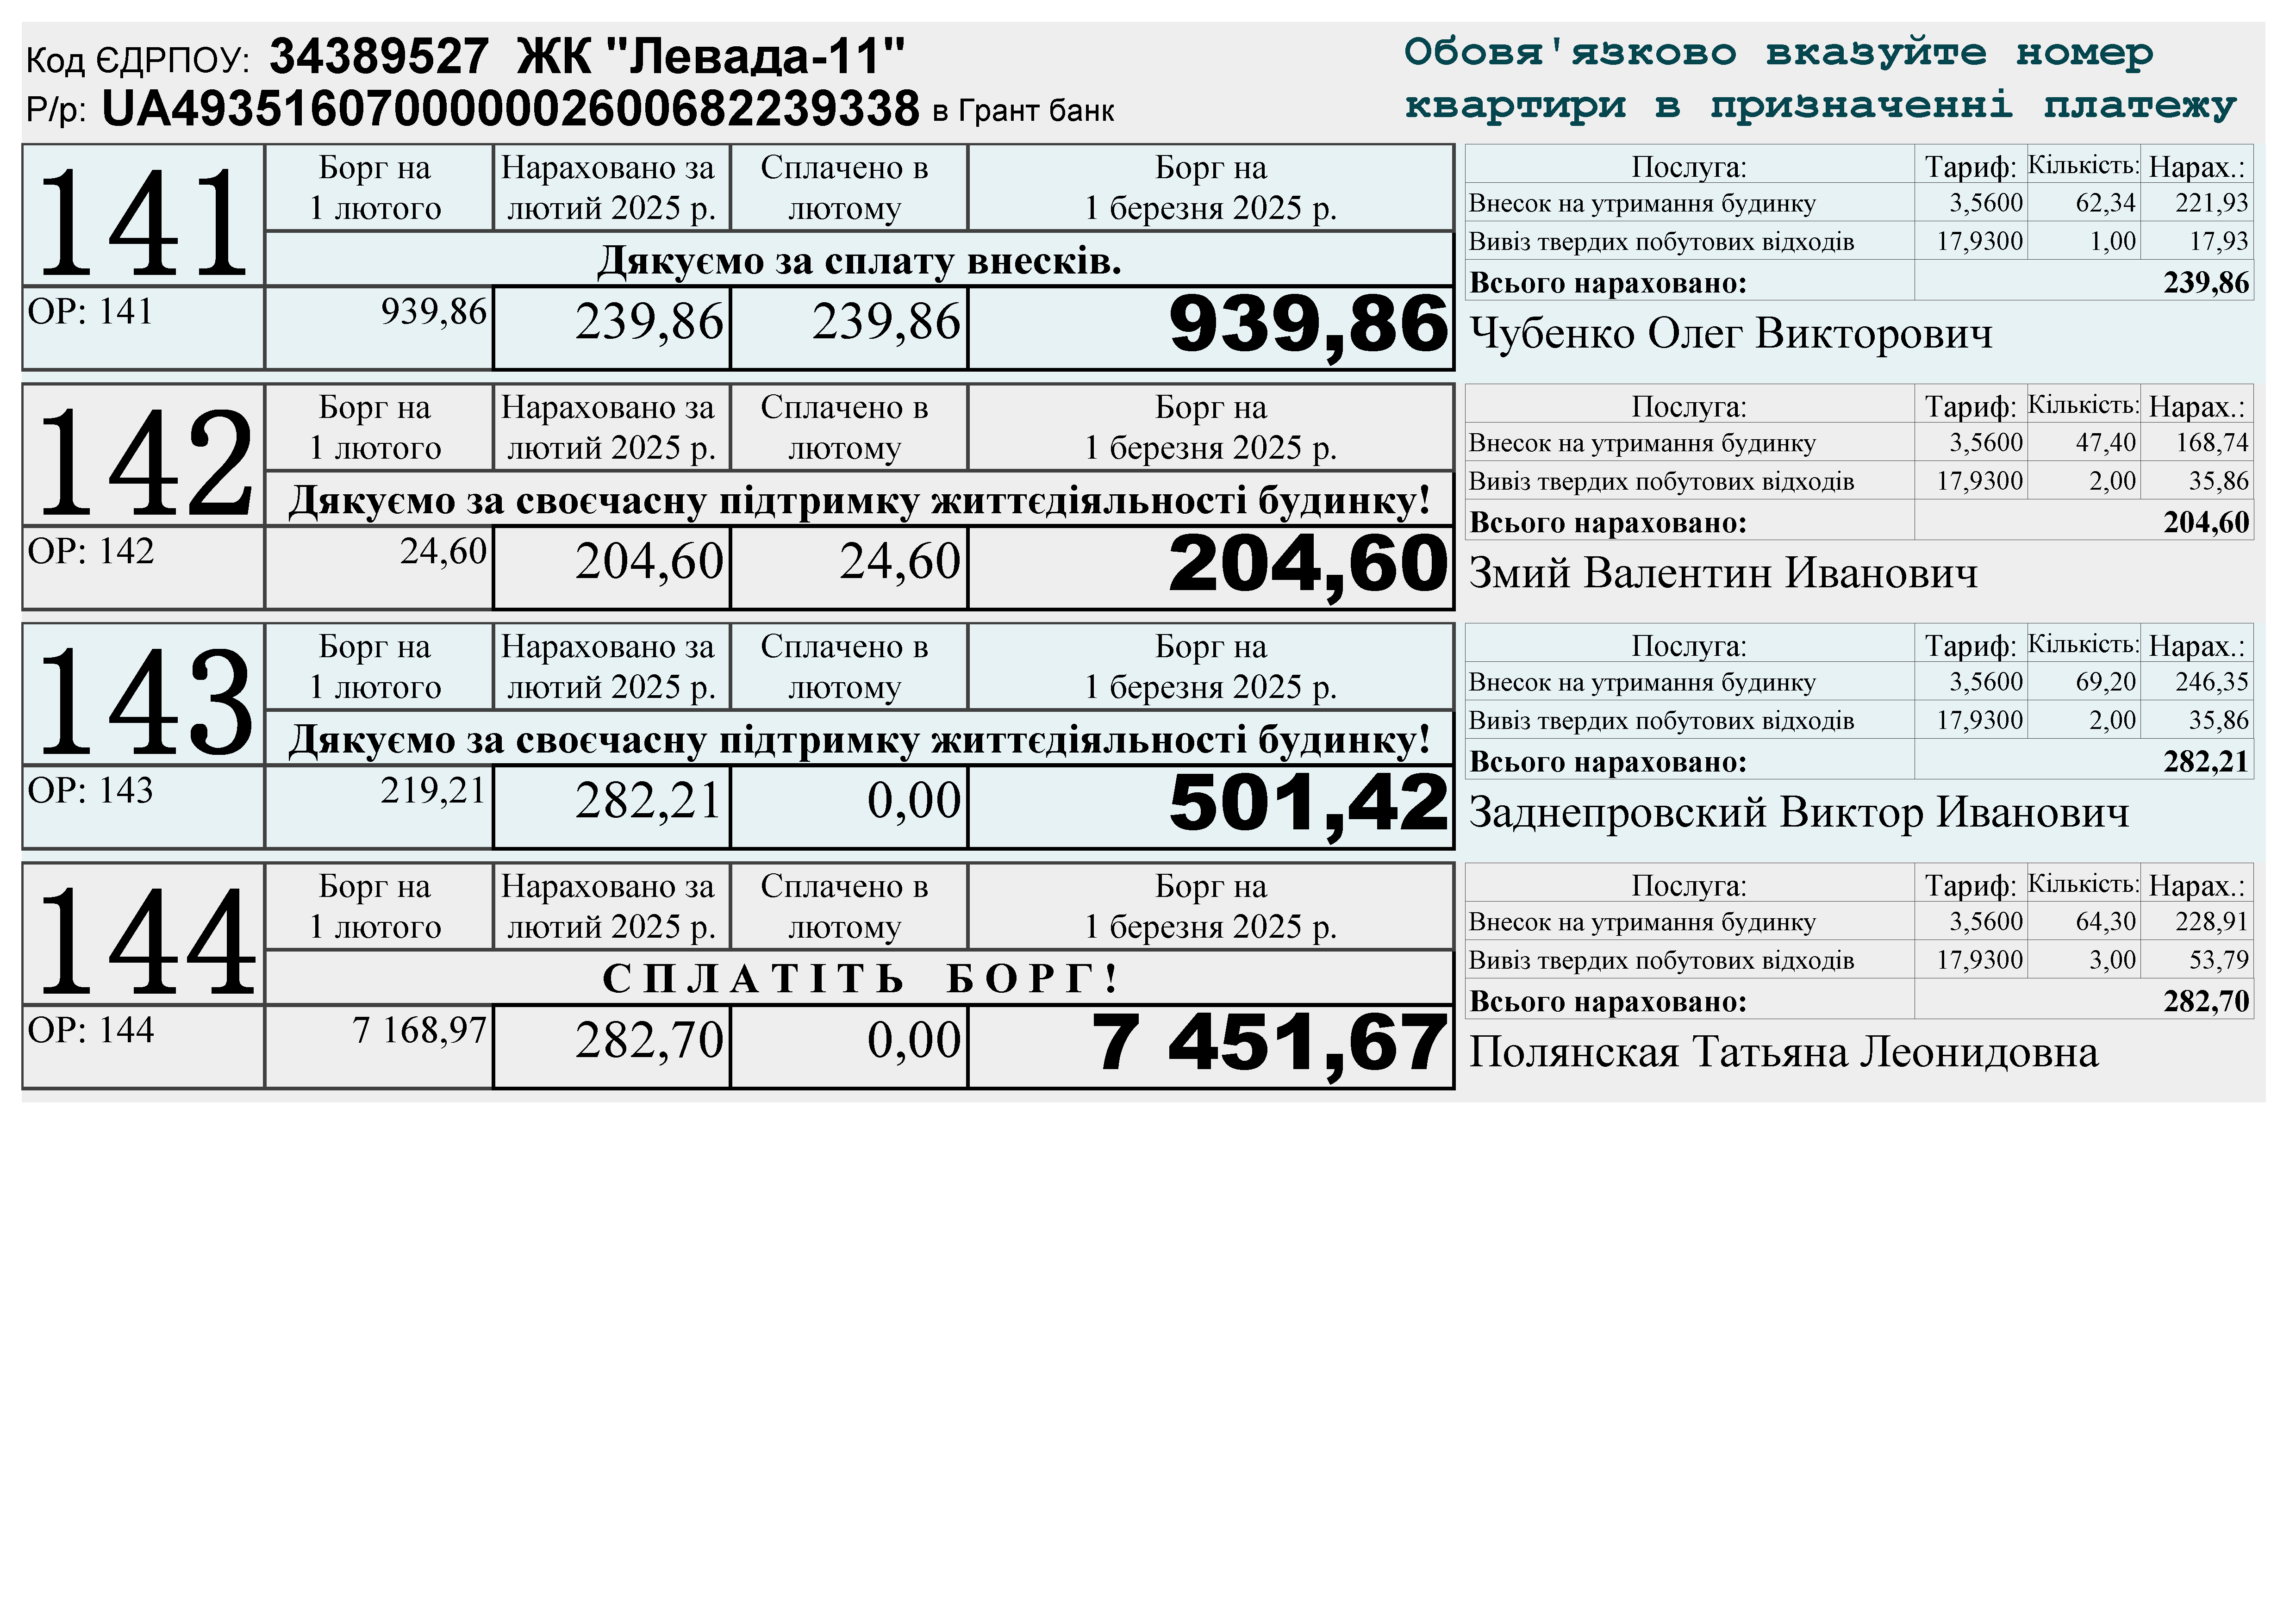 Код ЄДРПОУ: 34389527 ЖК "Левада-11"
Р/р: UA493516070000002600682239338 в Грант банк
Обовя'язково вказуйте номер
квартири в призначенні платежу
141
Борг на 1 лютого
Нараховано за лютий 2025 р.
Сплачено в лютому
Борг на 1 березня 2025 р.
Дякуємо за сплату внесків.
ОР: 141 939,86 239,86 239,86 939,86
Послуга: Тариф: Кількість: Нарах.:
Внесок на утримання будинку 3,5600 62,34 221,93
Вивіз твердих побутових відходів 17,9300 1,00 17,93
Всього нараховано: 239,86
Чубенко Олег Викторович
142
Борг на 1 лютого
Нараховано за лютий 2025 р.
Сплачено в лютому
Борг на 1 березня 2025 р.
Дякуємо за своєчасну підтримку життєдіяльності будинку!
ОР: 142 24,60 204,60 24,60 204,60
Послуга: Тариф: Кількість: Нарах.:
Внесок на утримання будинку 3,5600 47,40 168,74
Вивіз твердих побутових відходів 17,9300 2,00 35,86
Всього нараховано: 204,60
Змий Валентин Иванович
143
Борг на 1 лютого
Нараховано за лютий 2025 р.
Сплачено в лютому
Борг на 1 березня 2025 р.
Дякуємо за своєчасну підтримку життєдіяльності будинку!
ОР: 143 219,21 282,21 0,00 501,42
Послуга: Тариф: Кількість: Нарах.:
Внесок на утримання будинку 3,5600 69,20 246,35
Вивіз твердих побутових відходів 17,9300 2,00 35,86
Всього нараховано: 282,21
Заднепровский Виктор Иванович
144
Борг на 1 лютого
Нараховано за лютий 2025 р.
Сплачено в лютому
Борг на 1 березня 2025 р.
С П Л А Т І Т Ь Б О Р Г !
ОР: 144 7 168,97 282,70 0,00 7 451,67
Послуга: Тариф: Кількість: Нарах.:
Внесок на утримання будинку 3,5600 64,30 228,91
Вивіз твердих побутових відходів 17,9300 3,00 53,79
Всього нараховано: 282,70
Полянская Татьяна Леонидовна